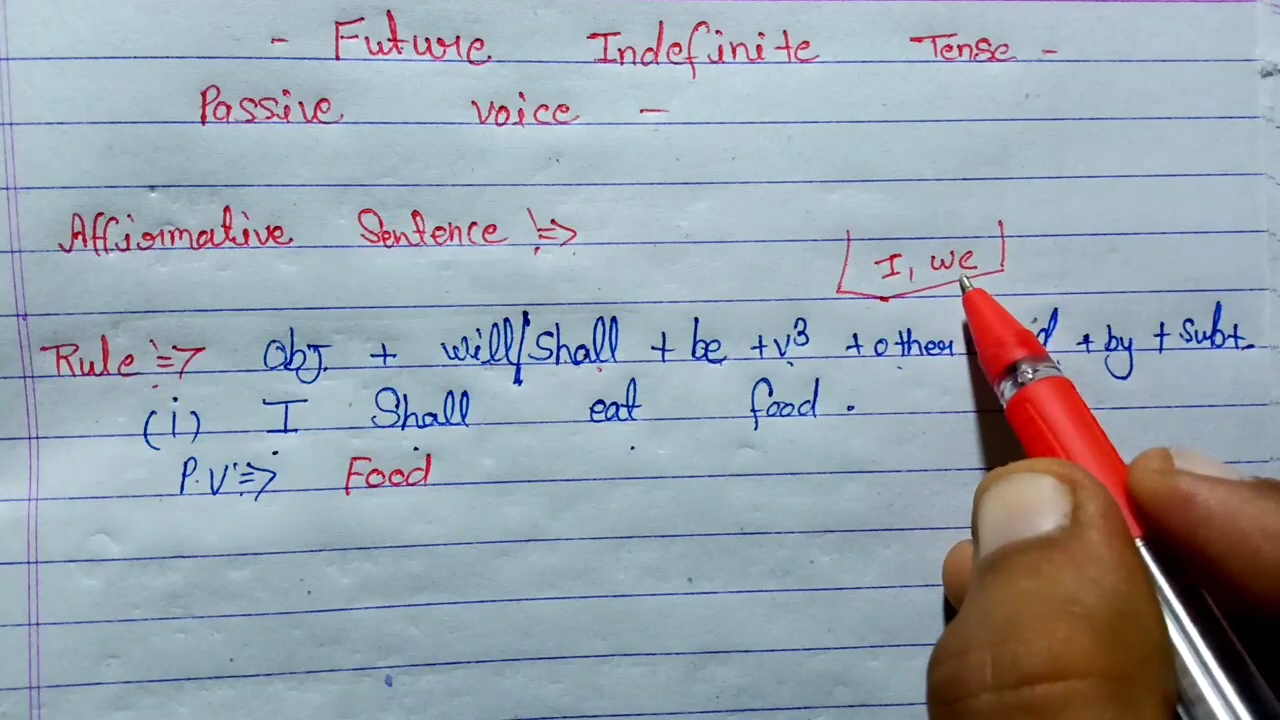 - Future Indefinite Tense -
Passive voice -
Affirmative Sentence :=>
I, we
Rule :=> Obj. + will/Shall + be + v³ + other + by + subt.
(i) I Shall eat food.
P.V :=> Food